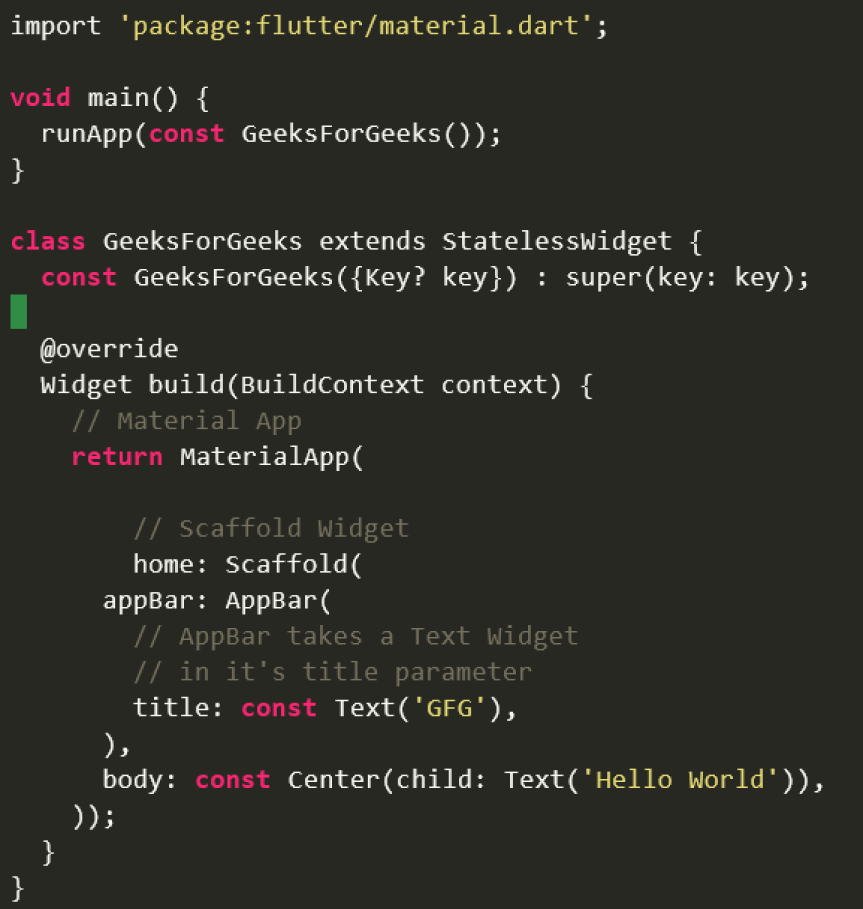 import 'package:flutter/material.dart';
void main() {
  runApp(const GeeksForGeeks());
}
class GeeksForGeeks extends StatelessWidget {
  const GeeksForGeeks({Key? key}) : super(key: key);
  @override
  Widget build(BuildContext context) {
    // Material App
    return MaterialApp(
        // Scaffold Widget
        home: Scaffold(
      appBar: AppBar(
        // AppBar takes a Text Widget
        // in it's title parameter
        title: const Text('GFG'),
      ),
      body: const Center(child: Text('Hello World')),
    ));
  }
}